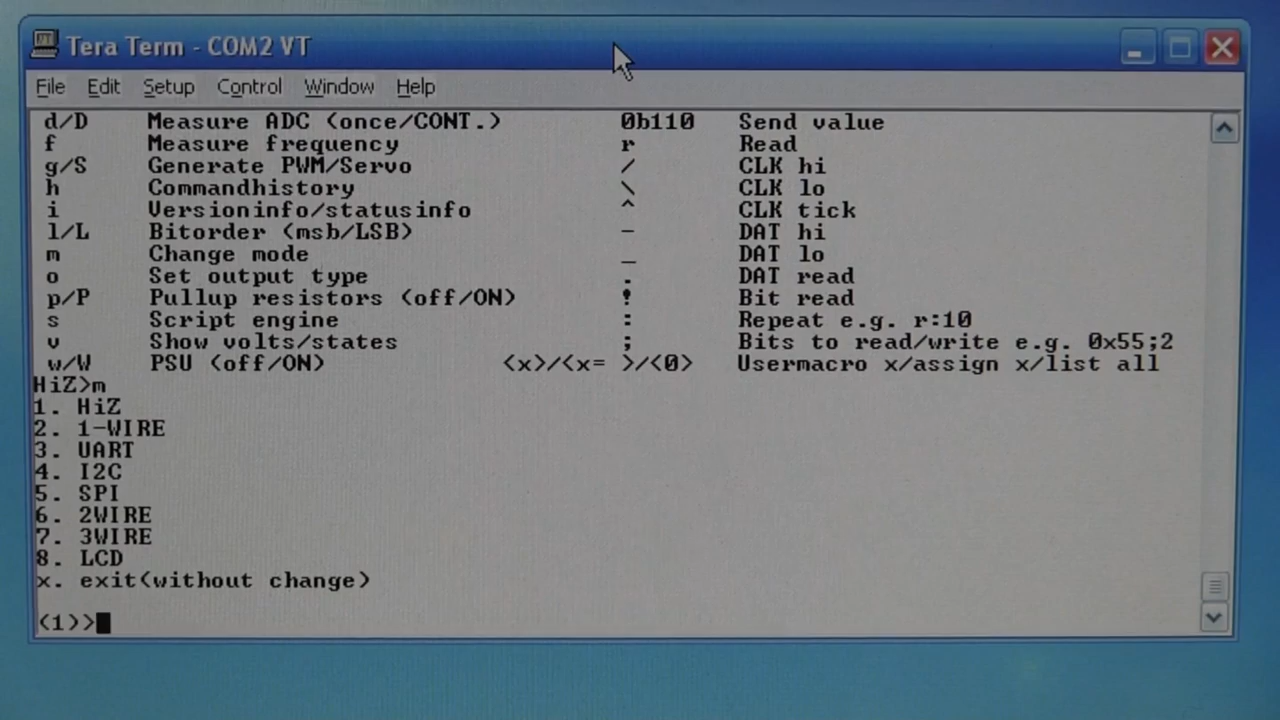 Tera Term - COM2 VT
File Edit Setup Control Window Help
d/D Measure ADC (once/CONT.) 0b110 Send value
f Measure frequency r Read
g/S Generate PWM/Servo / CLK hi
h Commandhistory \ CLK lo
i Versioninfo/statusinfo ^ CLK tick
l/L Bitorder (msb/LSB) - DAT hi
m Change mode _ DAT lo
o Set output type . DAT read
p/P Pullup resistors (off/ON) ! Bit read
s Script engine : Repeat e.g. r:10
v Show volts/states ; Bits to read/write e.g. 0x55;2
w/W PSU (off/ON) <x>/<x= >/<0> Usermacro x/assign x/list all
HiZ>m
1. HiZ
2. 1-WIRE
3. UART
4. I2C
5. SPI
6. 2WIRE
7. 3WIRE
8. LCD
x. exit(without change)
(1)>